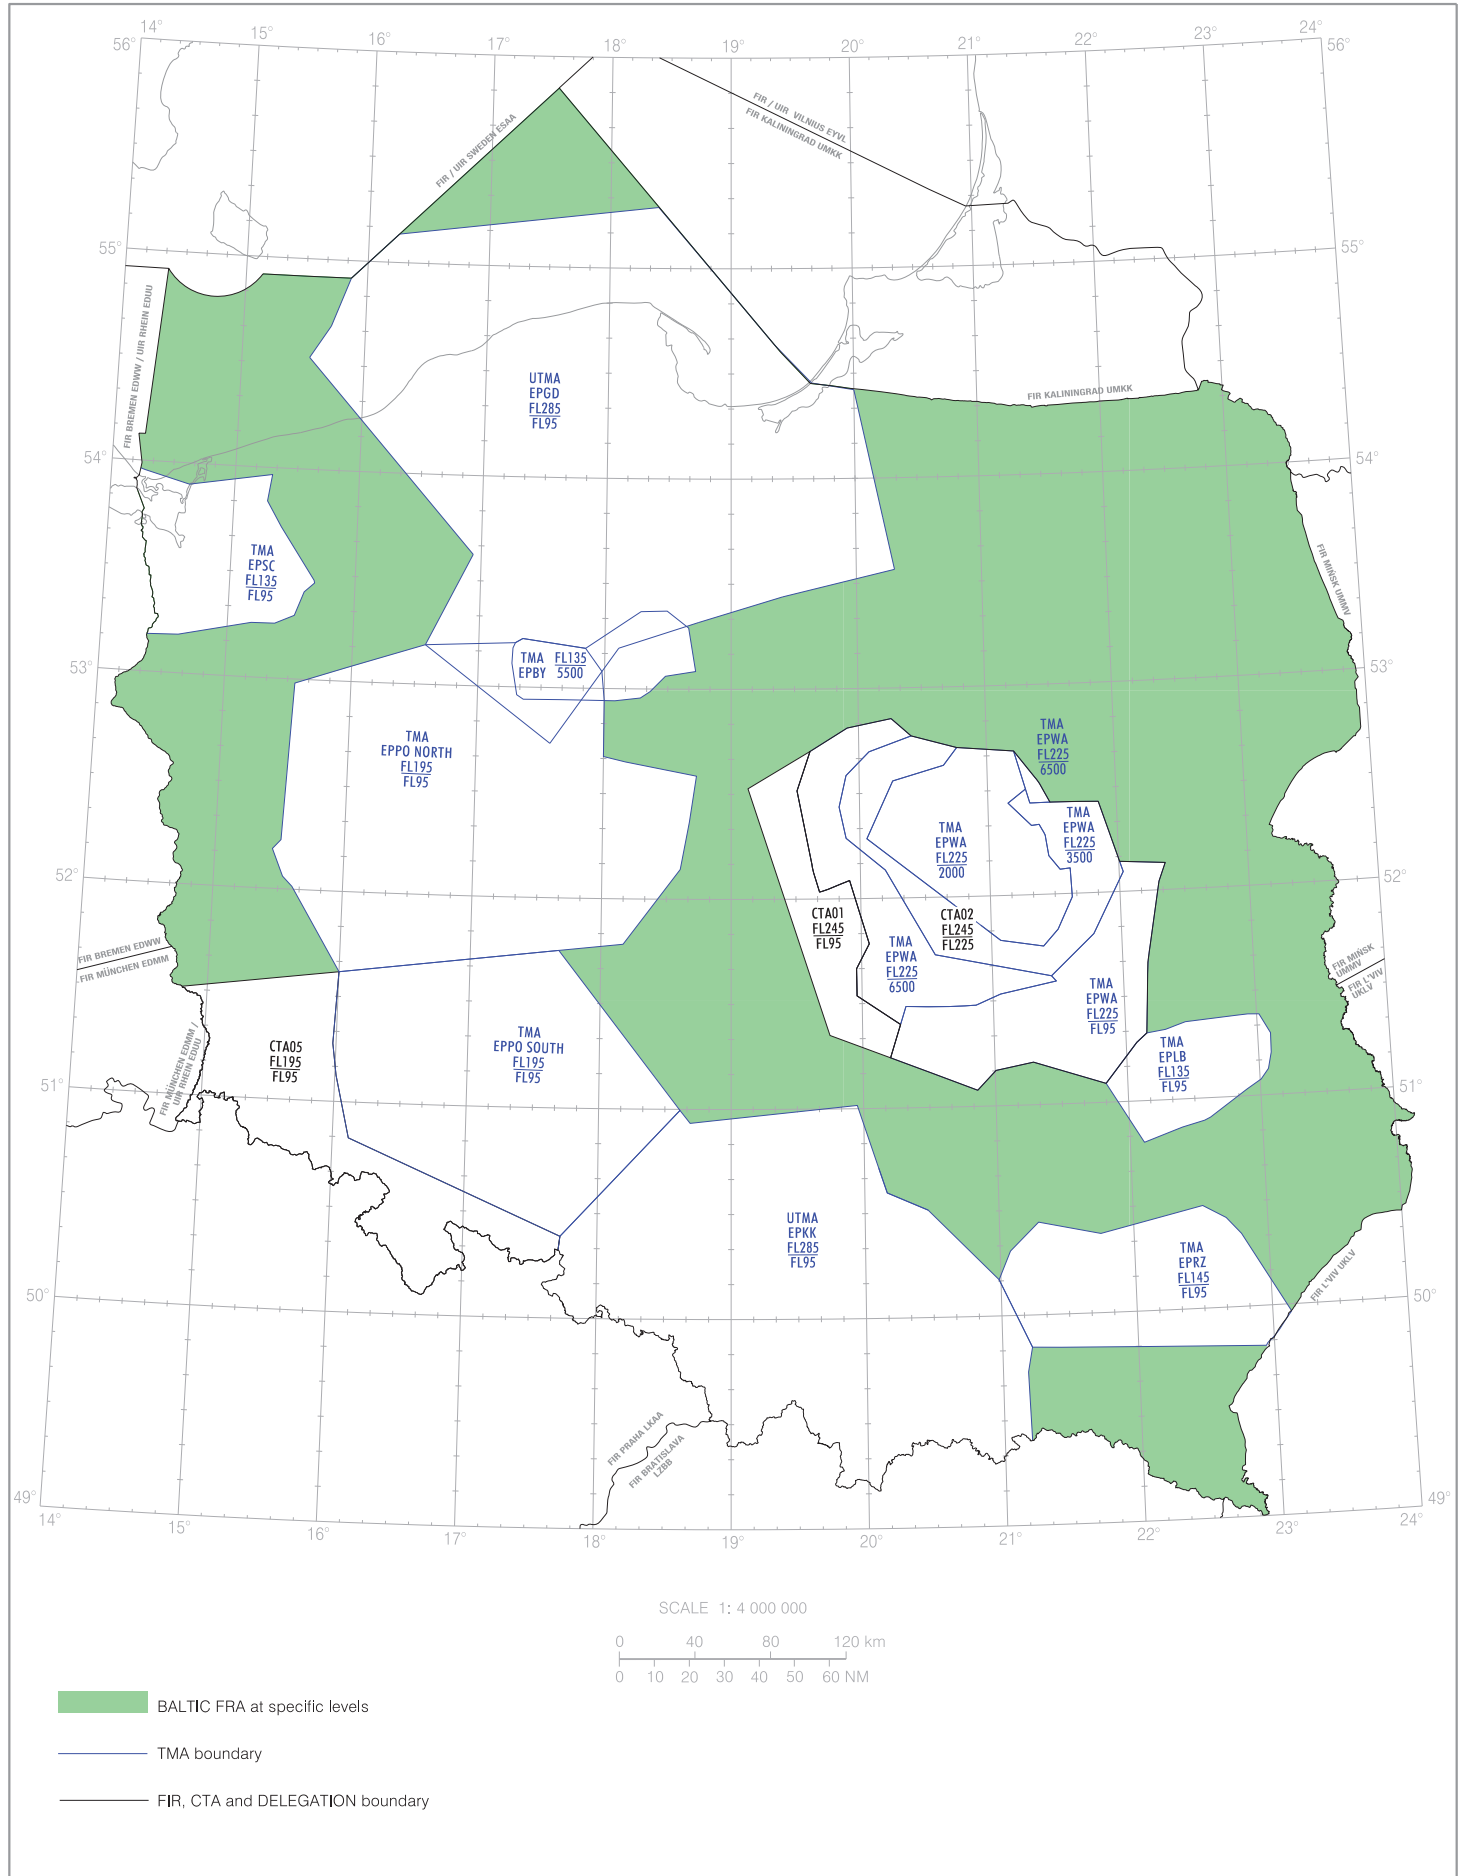 14°
15°
16°
17°
18°
19°
20°
21°
22°
23°
24°
56°
56°
FIR / UIR SWEDEN ESAA
FIR / UIR VILNIUS EYVL
FIR KALININGRAD UMKK
55°
55°
FIR BREMEN EDWW / UIR RHEIN EDUU
UTMA
EPGD
FL285
FL95
FIR KALININGRAD UMKK
54°
54°
TMA
EPSC
FL135
FL95
FIR MIŃSK UMMV
53°
53°
TMA
EPBY
FL135
5500
TMA
EPPO NORTH
FL195
FL95
TMA
EPWA
FL225
6500
TMA
EPWA
FL225
2000
TMA
EPWA
FL225
3500
52°
52°
CTA01
FL245
FL95
CTA02
FL245
FL225
TMA
EPWA
FL225
6500
FIR BREMEN EDWW
FIR MÜNCHEN EDMM
FIR MIŃSK
UMMV
FIR L'VIV
UKLV
TMA
EPWA
FL225
FL95
CTA05
FL195
FL95
TMA
EPPO SOUTH
FL195
FL95
TMA
EPLB
FL135
FL95
FIR MÜNCHEN EDMM /
UIR RHEIN EDUU
51°
51°
UTMA
EPKK
FL285
FL95
TMA
EPRZ
FL145
FL95
FIR L'VIV UKLV
50°
50°
FIR PRAHA LKAA
FIR BRATISLAVA
LZBB
49°
49°
14°
15°
16°
17°
18°
19°
20°
21°
22°
23°
24°
SCALE 1: 4 000 000
0 40 80 120 km
0 10 20 30 40 50 60 NM
BALTIC FRA at specific levels
TMA boundary
FIR, CTA and DELEGATION boundary